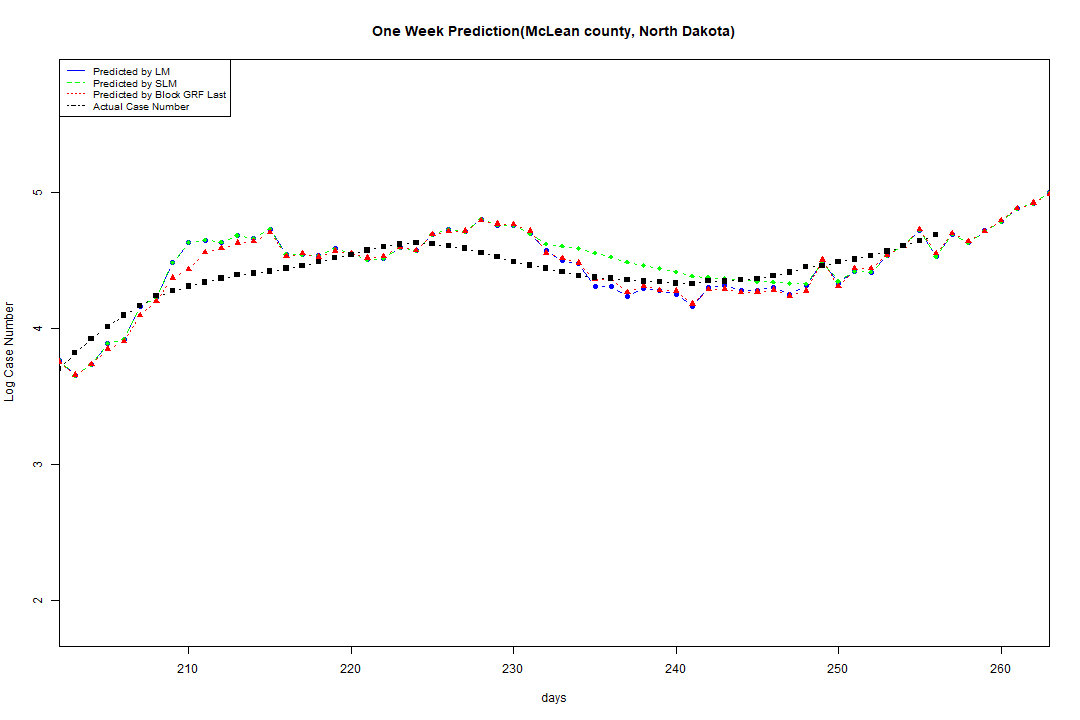 One Week Prediction(McLean county, North Dakota)
Predicted by LM
Predicted by SLM
Predicted by Block GRF Last
Actual Case Number
5
4
3
2
Log Case Number
210 220 230 240 250 260
days